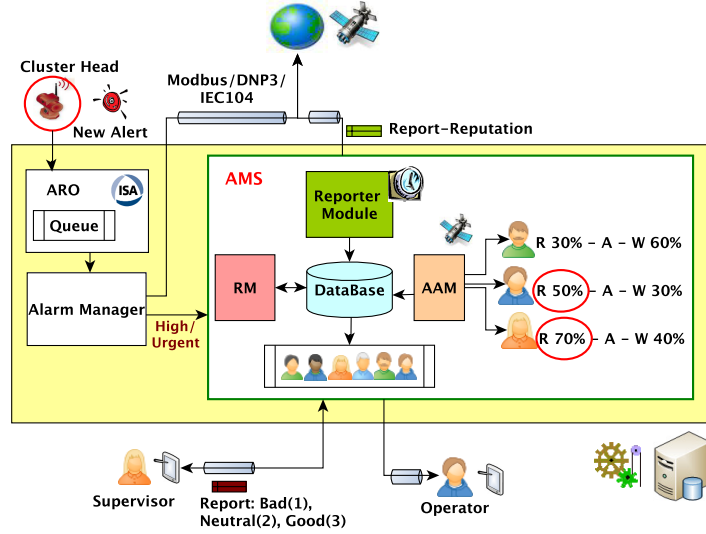 Cluster Head
Modbus/DNP3/
IEC104
New Alert
Report-Reputation
ARO
ISA
Queue
AMS
Reporter
Module
R 30% - A - W 60%
Alarm Manager
RM
DataBase
AAM
R 50% - A - W 30%
High/
Urgent
R 70% - A - W 40%
Supervisor
Report: Bad(1),
Neutral(2), Good(3)
Operator